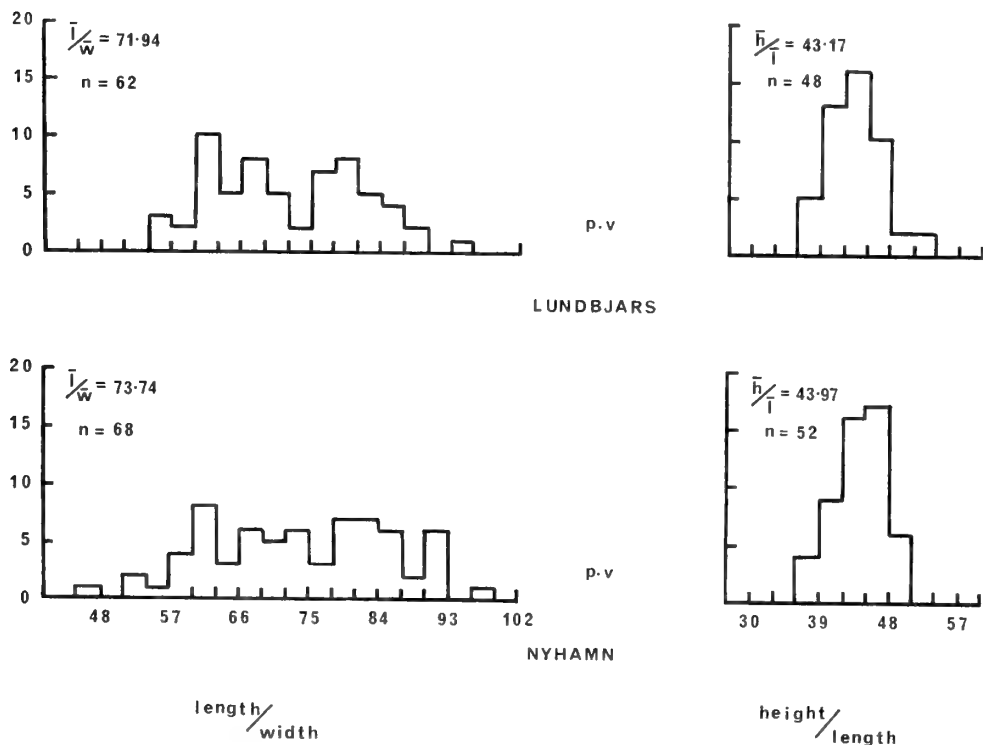 20
15
10
5
0
l̄/w̄ = 71·94
n = 62
h̄/l̄ = 43·17
n = 48
p.v
LUNDBJARS
20
15
10
5
0
l̄/w̄ = 73·74
n = 68
h̄/l̄ = 43·97
n = 52
p.v
48 57 66 75 84 93 102
30 39 48 57
NYHAMN
length/width
height/length